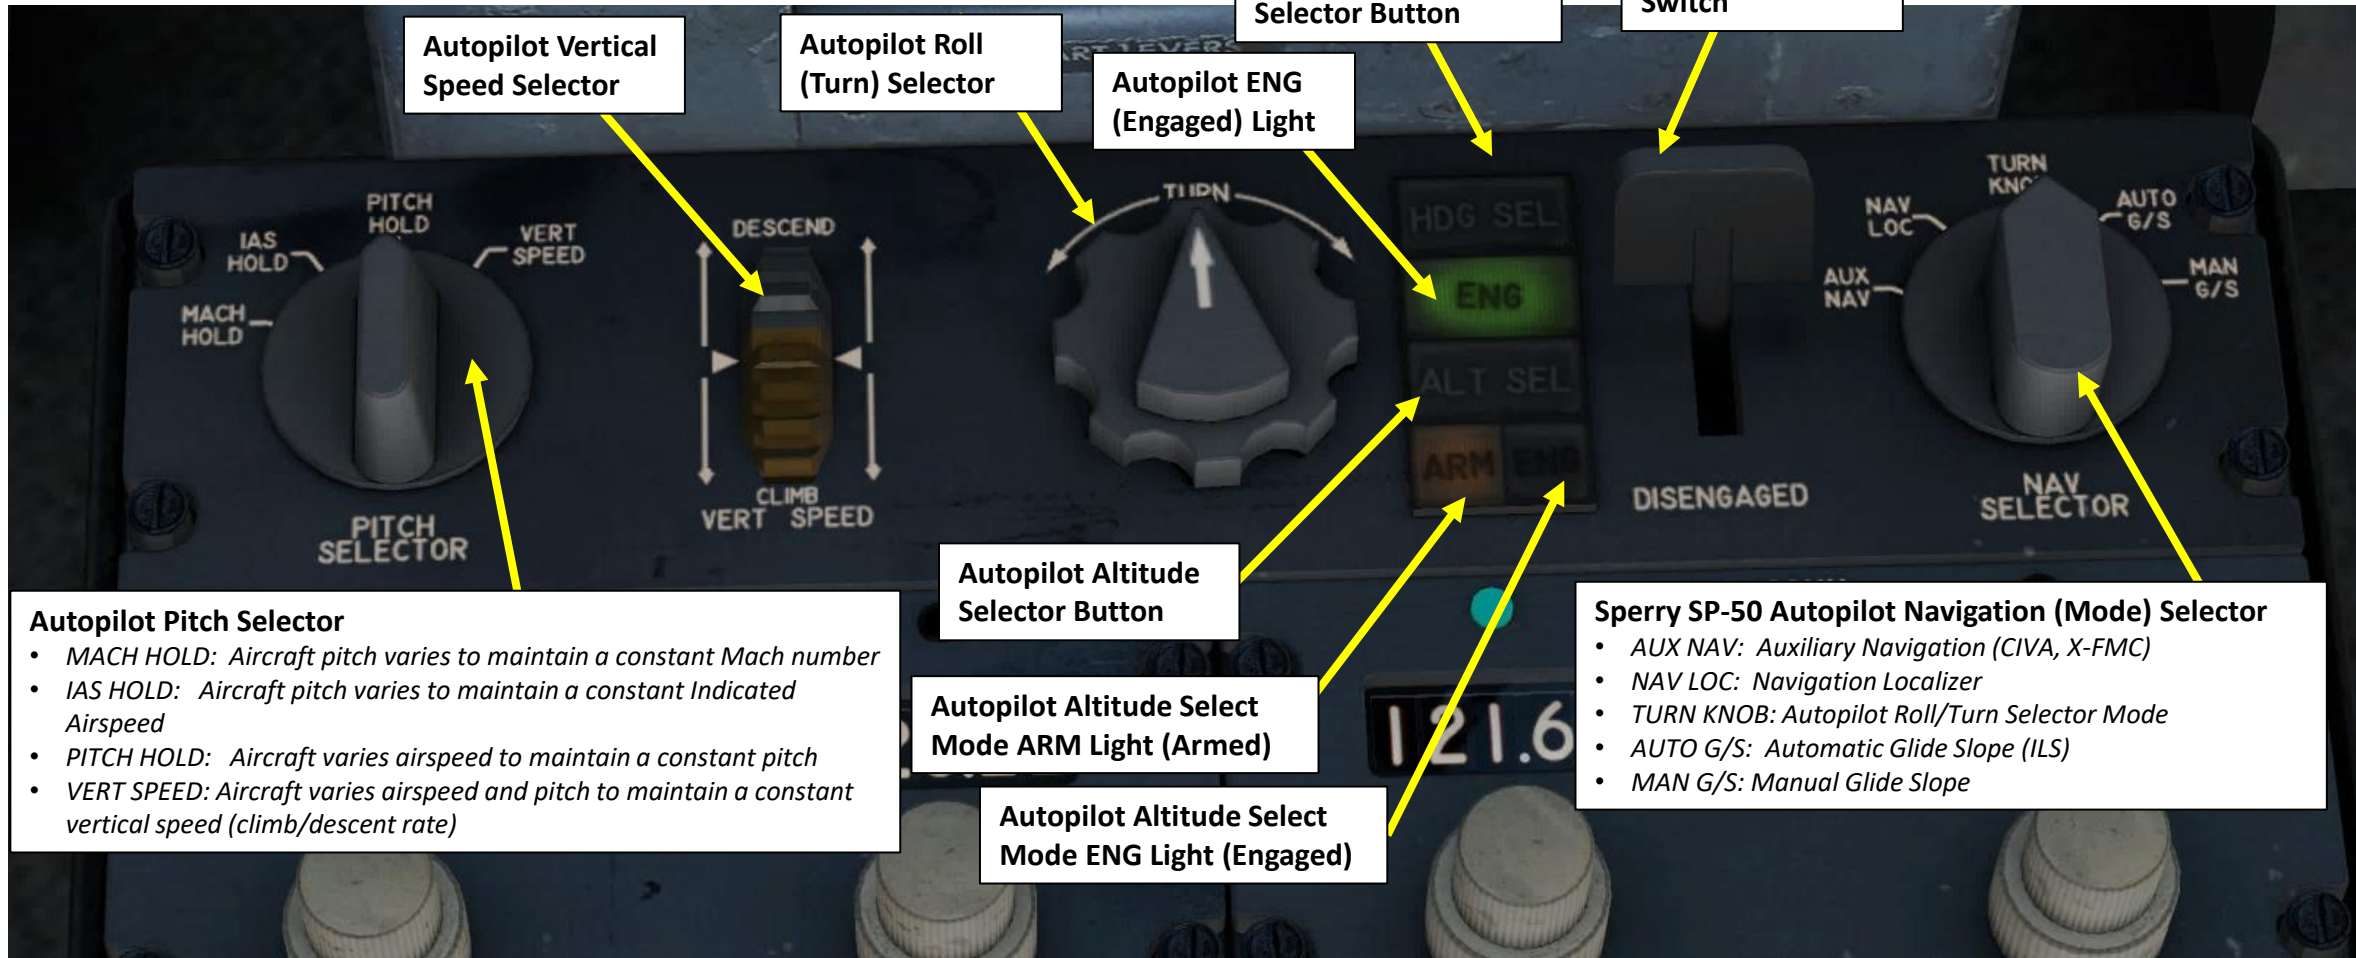 Selector Button
Switch
Autopilot Vertical
Speed Selector
Autopilot Roll
(Turn) Selector
Autopilot ENG
(Engaged) Light
MACH
HOLD
IAS
HOLD
PITCH
HOLD
VERT
SPEED
PITCH
SELECTOR
DESCEND
CLIMB
VERT SPEED
TURN
HDG SEL
ENG
ALT SEL
ARM ENG
DISENGAGED
AUX
NAV
NAV
LOC
TURN
AUTO
G/S
MAN
G/S
NAV
SELECTOR
Autopilot Altitude
Selector Button
Autopilot Pitch Selector
• MACH HOLD: Aircraft pitch varies to maintain a constant Mach number
• IAS HOLD: Aircraft pitch varies to maintain a constant Indicated
Airspeed
• PITCH HOLD: Aircraft varies airspeed to maintain a constant pitch
• VERT SPEED: Aircraft varies airspeed and pitch to maintain a constant
vertical speed (climb/descent rate)
Autopilot Altitude Select
Mode ARM Light (Armed)
121.6
Autopilot Altitude Select
Mode ENG Light (Engaged)
Sperry SP-50 Autopilot Navigation (Mode) Selector
• AUX NAV: Auxiliary Navigation (CIVA, X-FMC)
• NAV LOC: Navigation Localizer
• TURN KNOB: Autopilot Roll/Turn Selector Mode
• AUTO G/S: Automatic Glide Slope (ILS)
• MAN G/S: Manual Glide Slope